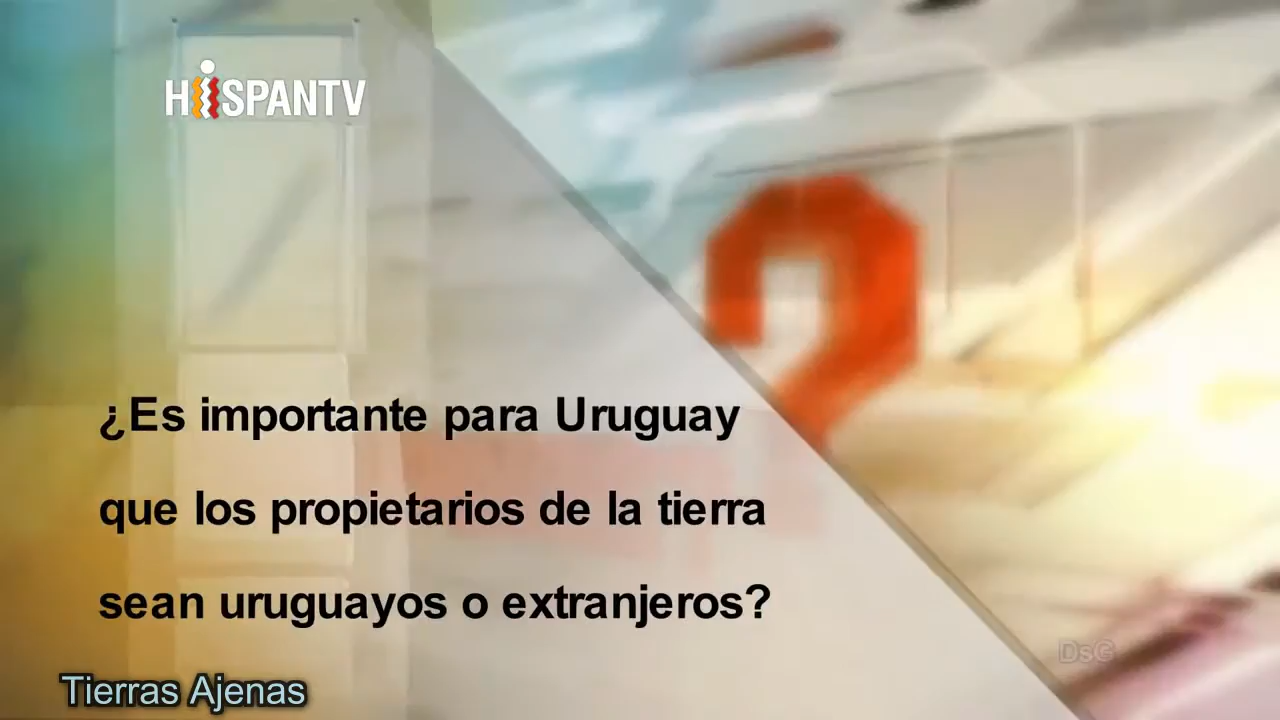 HISPANTV
¿Es importante para Uruguay
que los propietarios de la tierra
sean uruguayos o extranjeros?
DsG
Tierras Ajenas